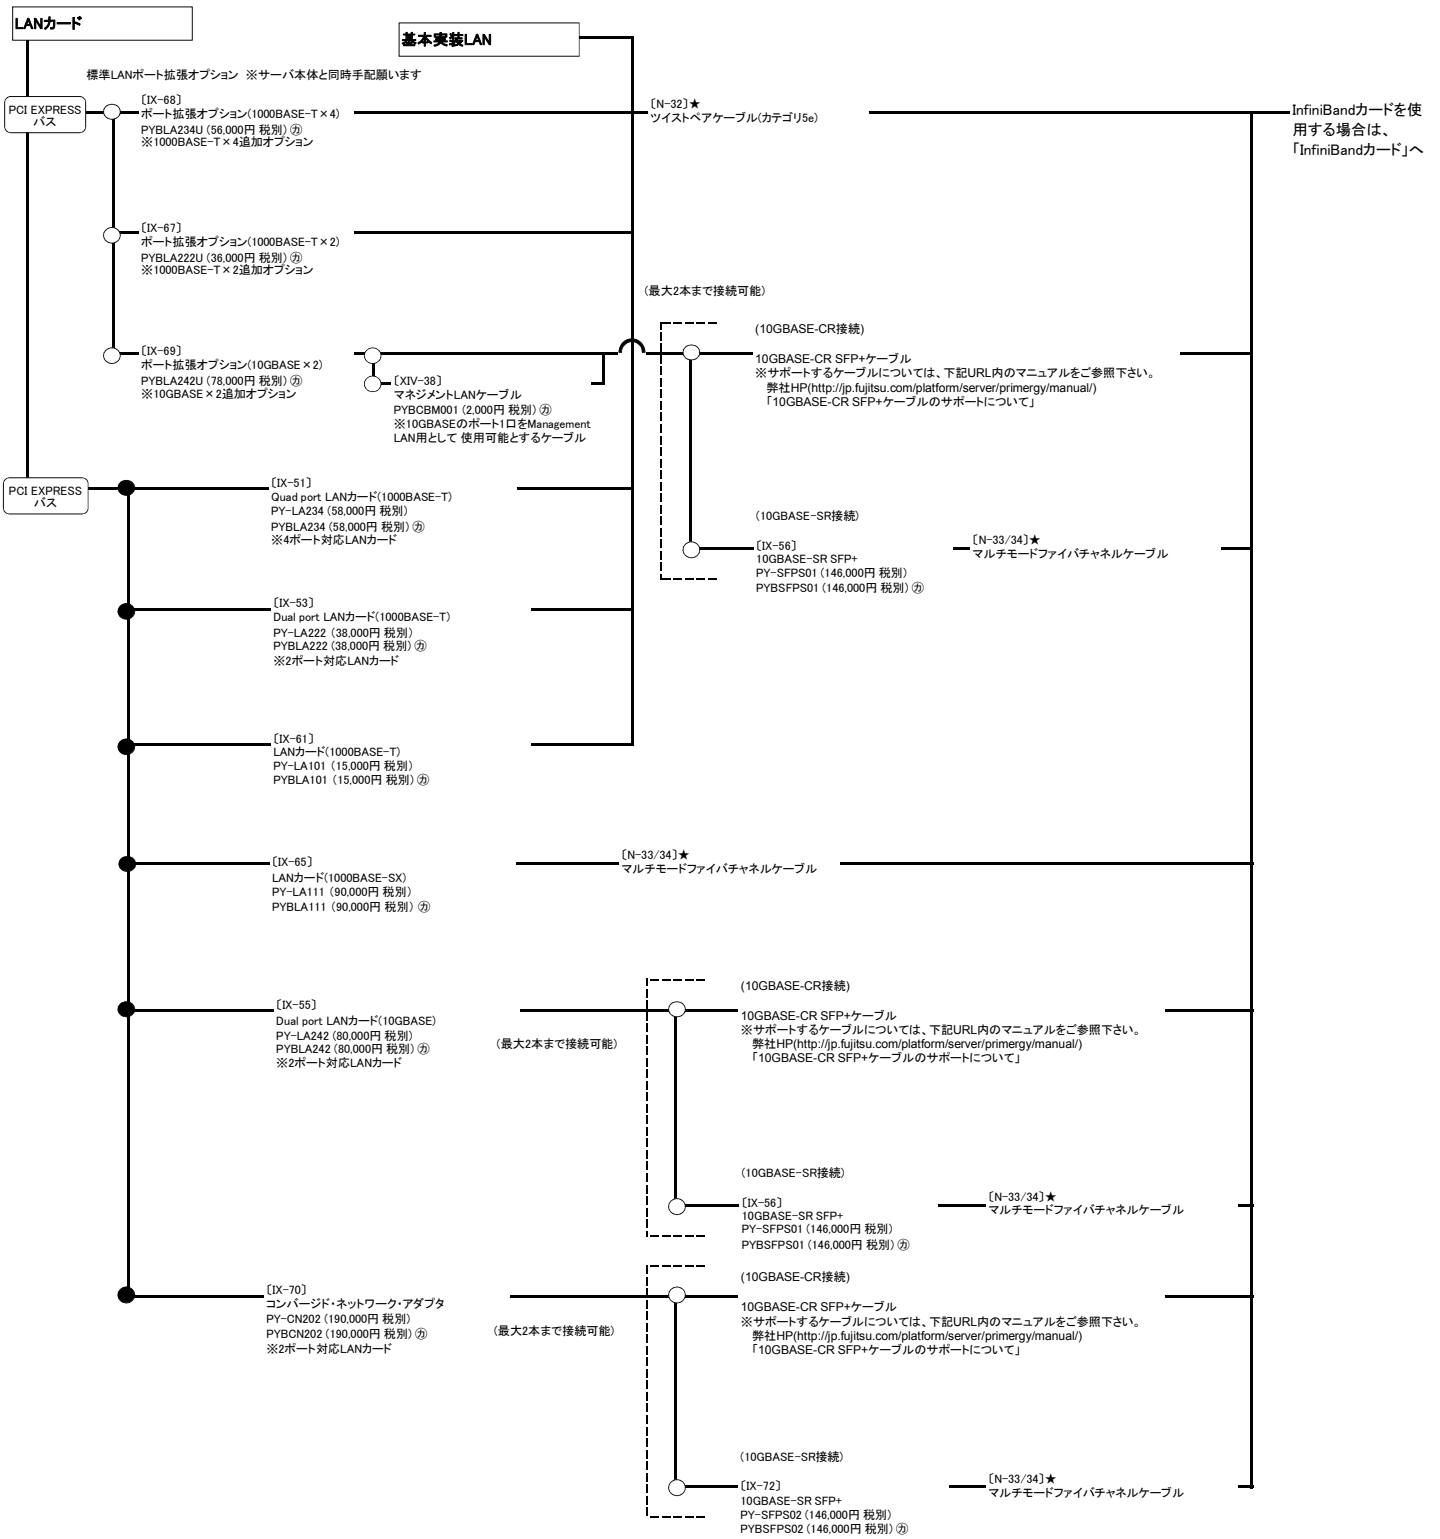 LANカード
基本実装LAN
標準LANポート拡張オプション ※サーバ本体と同時手配願います
PCI EXPRESS
バス
〔IX-68〕
ポート拡張オプション(1000BASE-T×4)
PYBLA234U (56,000円 税別) ㋕
※1000BASE-T×4追加オプション
〔N-32〕★
ツイストペアケーブル(カテゴリ5e)
InfiniBandカードを使
用する場合は、
「InfiniBandカード」へ
〔IX-67〕
ポート拡張オプション(1000BASE-T×2)
PYBLA222U (36,000円 税別) ㋕
※1000BASE-T×2追加オプション
(最大2本まで接続可能)
〔IX-69〕
ポート拡張オプション(10GBASE×2)
PYBLA242U (78,000円 税別) ㋕
※10GBASE×2追加オプション
〔XIV-38〕
マネジメントLANケーブル
PYBCBM001 (2,000円 税別) ㋕
※10GBASEのポート1口をManagement
LAN用として 使用可能とするケーブル
(10GBASE-CR接続)
10GBASE-CR SFP+ケーブル
※サポートするケーブルについては、下記URL内のマニュアルをご参照下さい。
弊社HP(http://jp.fujitsu.com/platform/server/primergy/manual/)
「10GBASE-CR SFP+ケーブルのサポートについて」
PCI EXPRESS
バス
〔IX-51〕
Quad port LANカード(1000BASE-T)
PY-LA234 (58,000円 税別)
PYBLA234 (58,000円 税別) ㋕
※4ポート対応LANカード
(10GBASE-SR接続)
〔IX-56〕
10GBASE-SR SFP+
PY-SFPS01 (146,000円 税別)
PYBSFPS01 (146,000円 税別) ㋕
〔N-33/34〕★
マルチモードファイバチャネルケーブル
〔IX-53〕
Dual port LANカード(1000BASE-T)
PY-LA222 (38,000円 税別)
PYBLA222 (38,000円 税別) ㋕
※2ポート対応LANカード
〔IX-61〕
LANカード(1000BASE-T)
PY-LA101 (15,000円 税別)
PYBLA101 (15,000円 税別) ㋕
〔IX-65〕
LANカード(1000BASE-SX)
PY-LA111 (90,000円 税別)
PYBLA111 (90,000円 税別) ㋕
〔N-33/34〕★
マルチモードファイバチャネルケーブル
〔IX-55〕
Dual port LANカード(10GBASE)
PY-LA242 (80,000円 税別)
PYBLA242 (80,000円 税別) ㋕
※2ポート対応LANカード
(最大2本まで接続可能)
(10GBASE-CR接続)
10GBASE-CR SFP+ケーブル
※サポートするケーブルについては、下記URL内のマニュアルをご参照下さい。
弊社HP(http://jp.fujitsu.com/platform/server/primergy/manual/)
「10GBASE-CR SFP+ケーブルのサポートについて」
(10GBASE-SR接続)
〔IX-56〕
10GBASE-SR SFP+
PY-SFPS01 (146,000円 税別)
PYBSFPS01 (146,000円 税別) ㋕
〔N-33/34〕★
マルチモードファイバチャネルケーブル
〔IX-70〕
コンバージド・ネットワーク・アダプタ
PY-CN202 (190,000円 税別)
PYBCN202 (190,000円 税別) ㋕
※2ポート対応LANカード
(最大2本まで接続可能)
(10GBASE-CR接続)
10GBASE-CR SFP+ケーブル
※サポートするケーブルについては、下記URL内のマニュアルをご参照下さい。
弊社HP(http://jp.fujitsu.com/platform/server/primergy/manual/)
「10GBASE-CR SFP+ケーブルのサポートについて」
(10GBASE-SR接続)
〔IX-72〕
10GBASE-SR SFP+
PY-SFPS02 (146,000円 税別)
PYBSFPS02 (146,000円 税別) ㋕
〔N-33/34〕★
マルチモードファイバチャネルケーブル